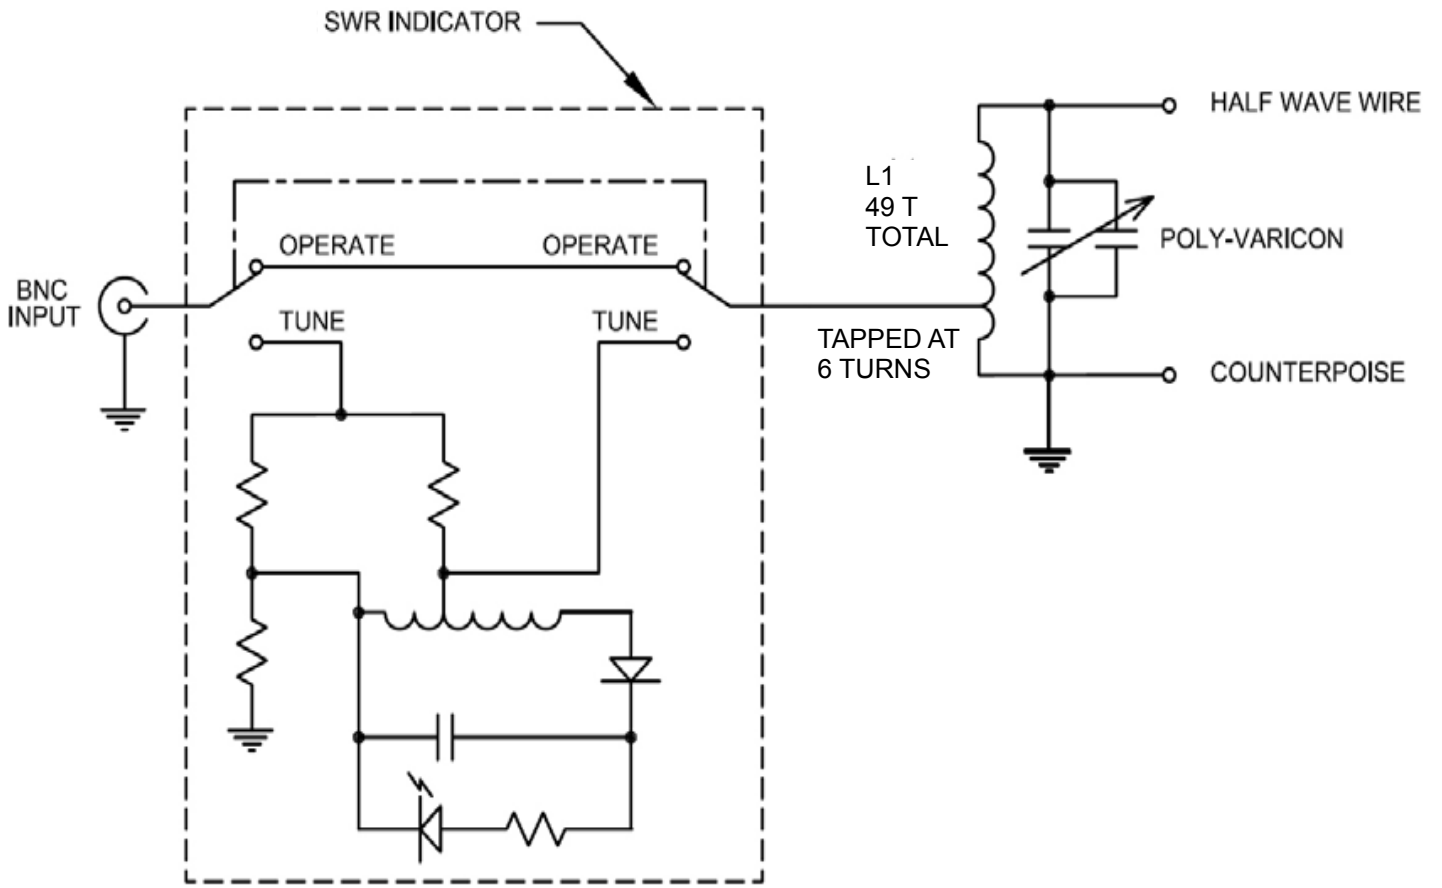 SWR INDICATOR
HALF WAVE WIRE
L1
49 T
TOTAL
POLY-VARICON
OPERATE
OPERATE
BNC
INPUT
TUNE
TUNE
TAPPED AT
6 TURNS
COUNTERPOISE